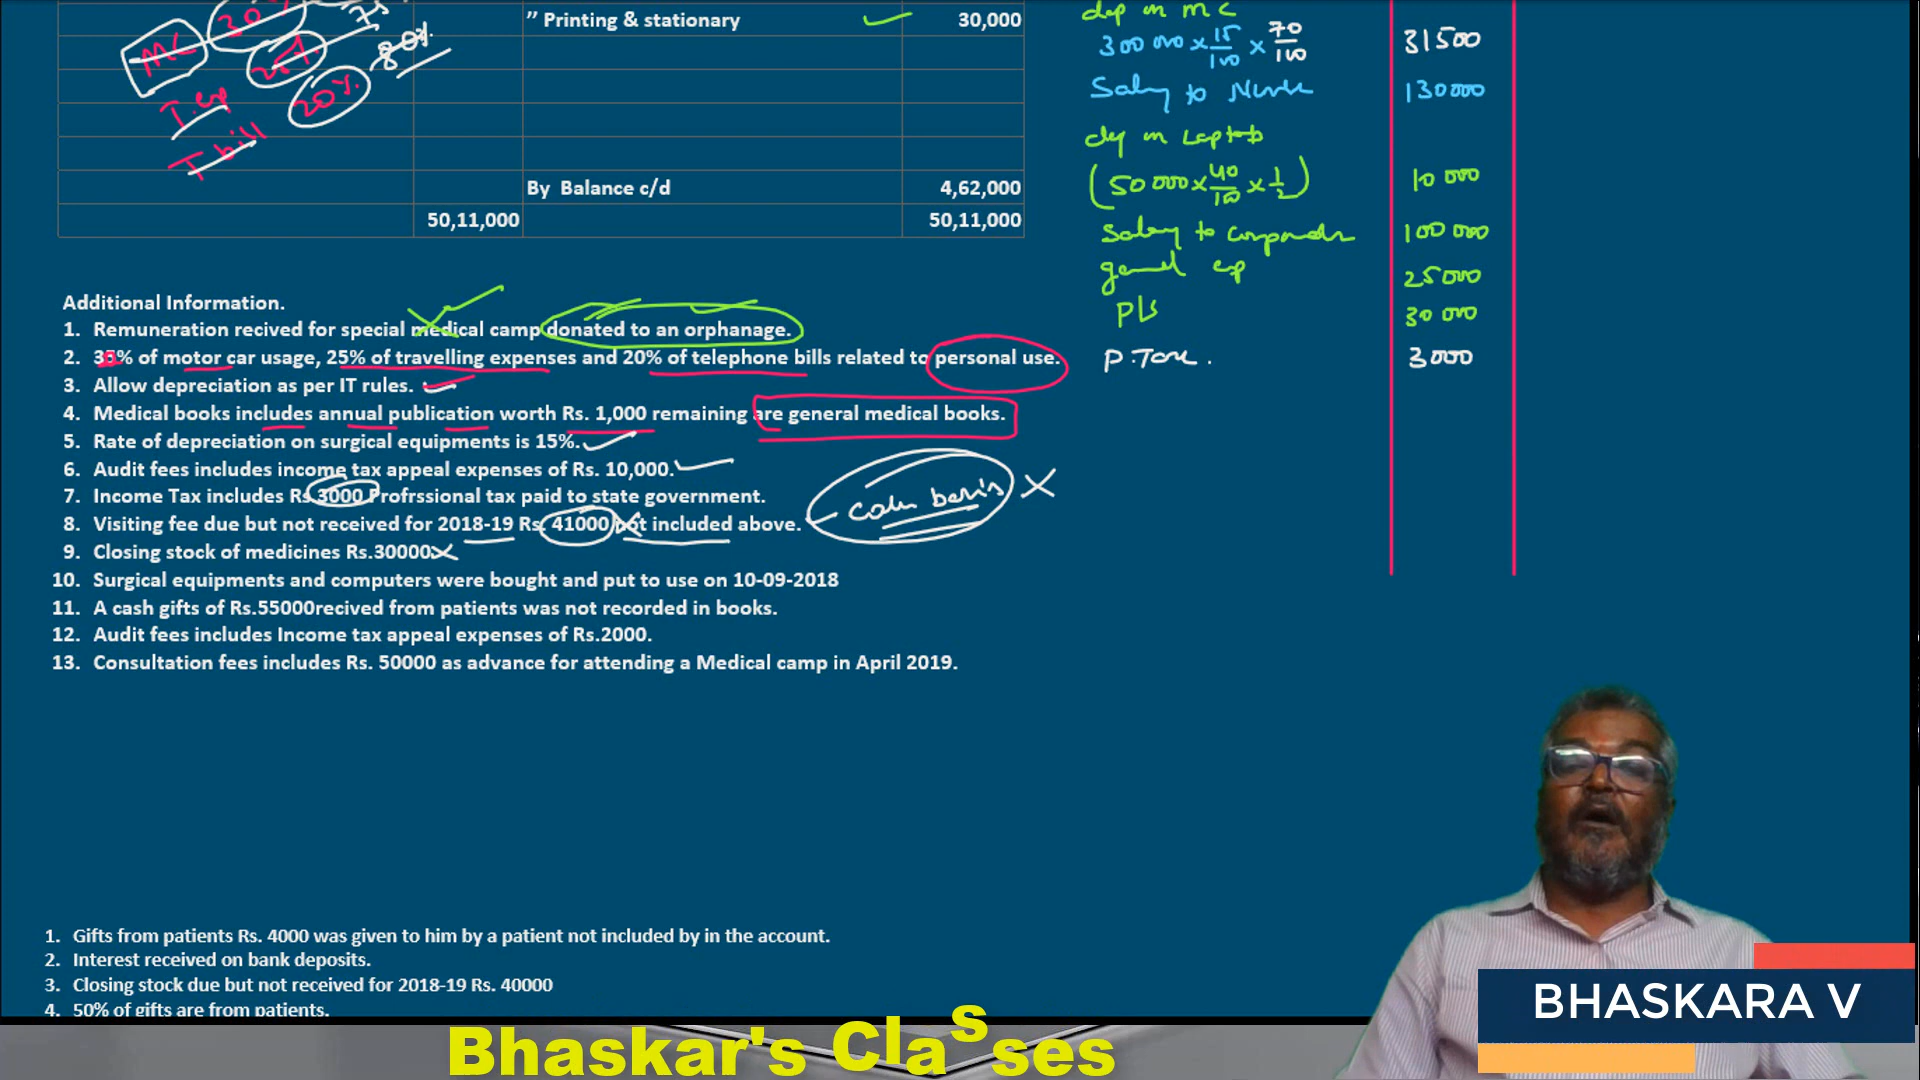 ” Printing & stationary 30,000
By Balance c/d 4,62,000
50,11,000 50,11,000
MC
25%
20%
80%
T. exp
T bill
dep on MC
300000 × 15/100 × 70/100 31500
Salary to Nurse 130000
dep on Laptop
(50000 × 40/100 × 1/2) 10000
Salary to compounder 100000
general exp 25000
P/S 30000
P. Tax. 3000
Additional Information.
1. Remuneration recived for special medical camp donated to an orphanage.
2. 30% of motor car usage, 25% of travelling expenses and 20% of telephone bills related to personal use.
3. Allow depreciation as per IT rules.
4. Medical books includes annual publication worth Rs. 1,000 remaining are general medical books.
5. Rate of depreciation on surgical equipments is 15%.
6. Audit fees includes income tax appeal expenses of Rs. 10,000.
7. Income Tax includes Rs 3000 Profrssional tax paid to state government.
8. Visiting fee due but not received for 2018-19 Rs. 41000 not included above.
9. Closing stock of medicines Rs.30000
10. Surgical equipments and computers were bought and put to use on 10-09-2018
11. A cash gifts of Rs.55000recived from patients was not recorded in books.
12. Audit fees includes Income tax appeal expenses of Rs.2000.
13. Consultation fees includes Rs. 50000 as advance for attending a Medical camp in April 2019.
1. Gifts from patients Rs. 4000 was given to him by a patient not included by in the account.
2. Interest received on bank deposits.
3. Closing stock due but not received for 2018-19 Rs. 40000
4. 50% of gifts are from patients.
BHASKARA V
Bhaskar's Classes